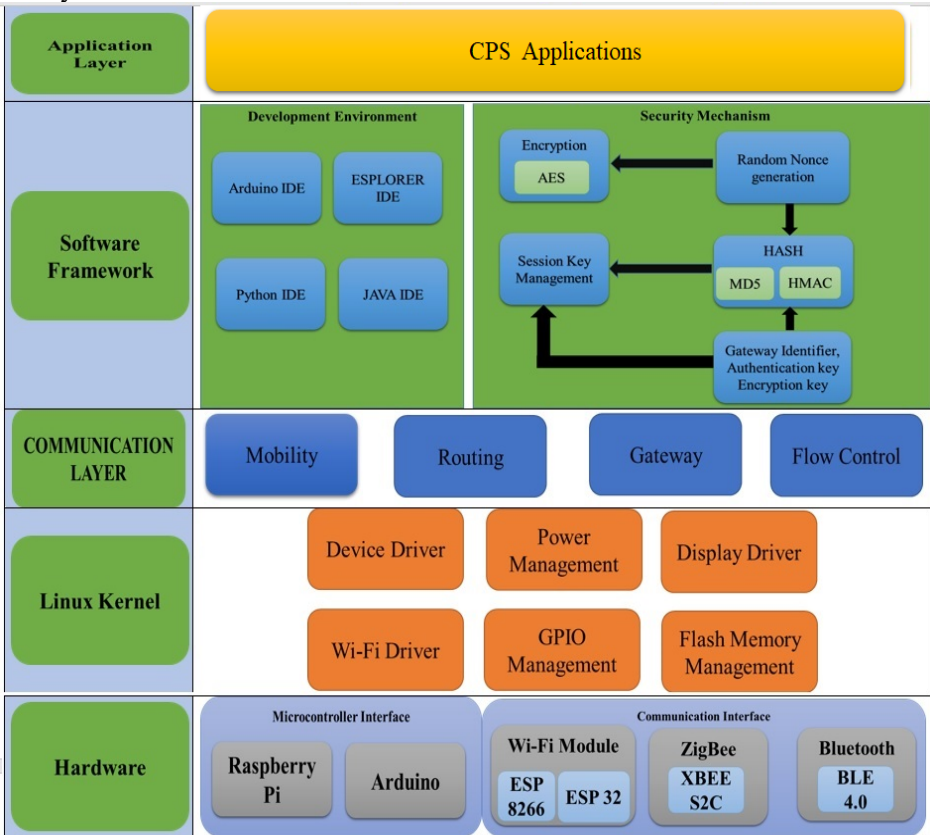 Application
Layer
CPS Applications
Software
Framework
Development Environment
Arduino IDE
ESPLORER
IDE
Python IDE
JAVA IDE
Security Mechanism
Encryption
AES
Random Nonce
generation
Session Key
Management
HASH
MD5
HMAC
Gateway Identifier,
Authentication key
Encryption key
COMMUNICATION
LAYER
Mobility
Routing
Gateway
Flow Control
Linux Kernel
Device Driver
Power
Management
Display Driver
Wi-Fi Driver
GPIO
Management
Flash Memory
Management
Hardware
Microcontroller Interface
Raspberry
Pi
Arduino
Communication Interface
Wi-Fi Module
ESP
8266
ESP 32
ZigBee
XBEE
S2C
Bluetooth
BLE
4.0